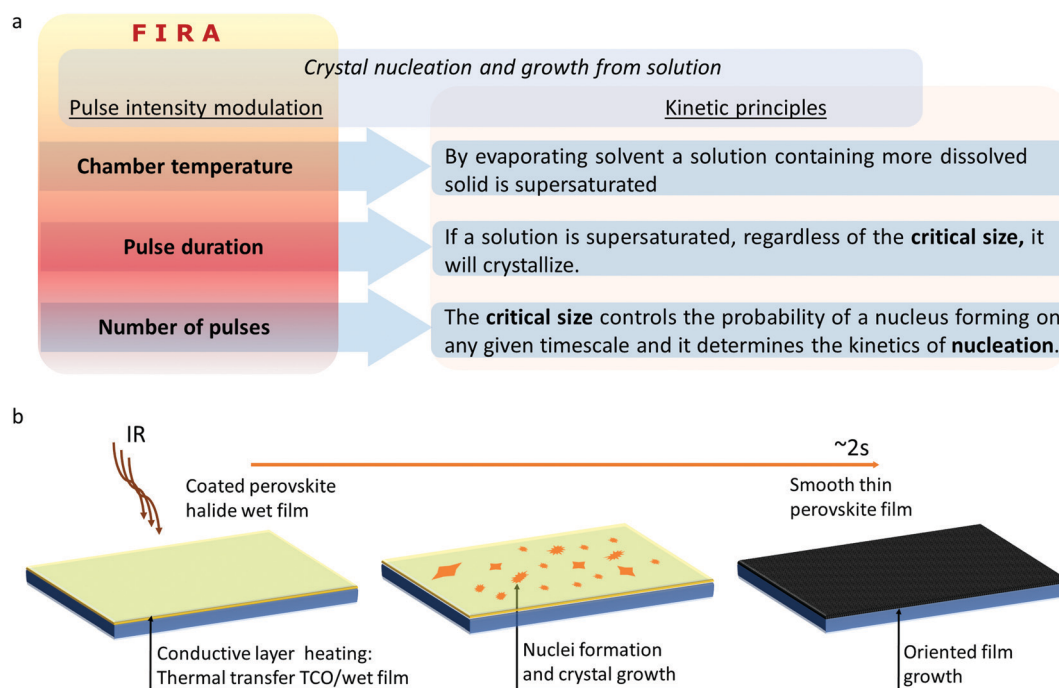 a
FIRA
Crystal nucleation and growth from solution
Pulse intensity modulation
Kinetic principles
Chamber temperature
By evaporating solvent a solution containing more dissolved
solid is supersaturated
Pulse duration
If a solution is supersaturated, regardless of the critical size, it
will crystallize.
Number of pulses
The critical size controls the probability of a nucleus forming on
any given timescale and it determines the kinetics of nucleation.
b
IR
~2s
Coated perovskite
halide wet film
Smooth thin
perovskite film
Conductive layer heating:
Thermal transfer TCO/wet film
Nuclei formation
and crystal growth
Oriented film
growth